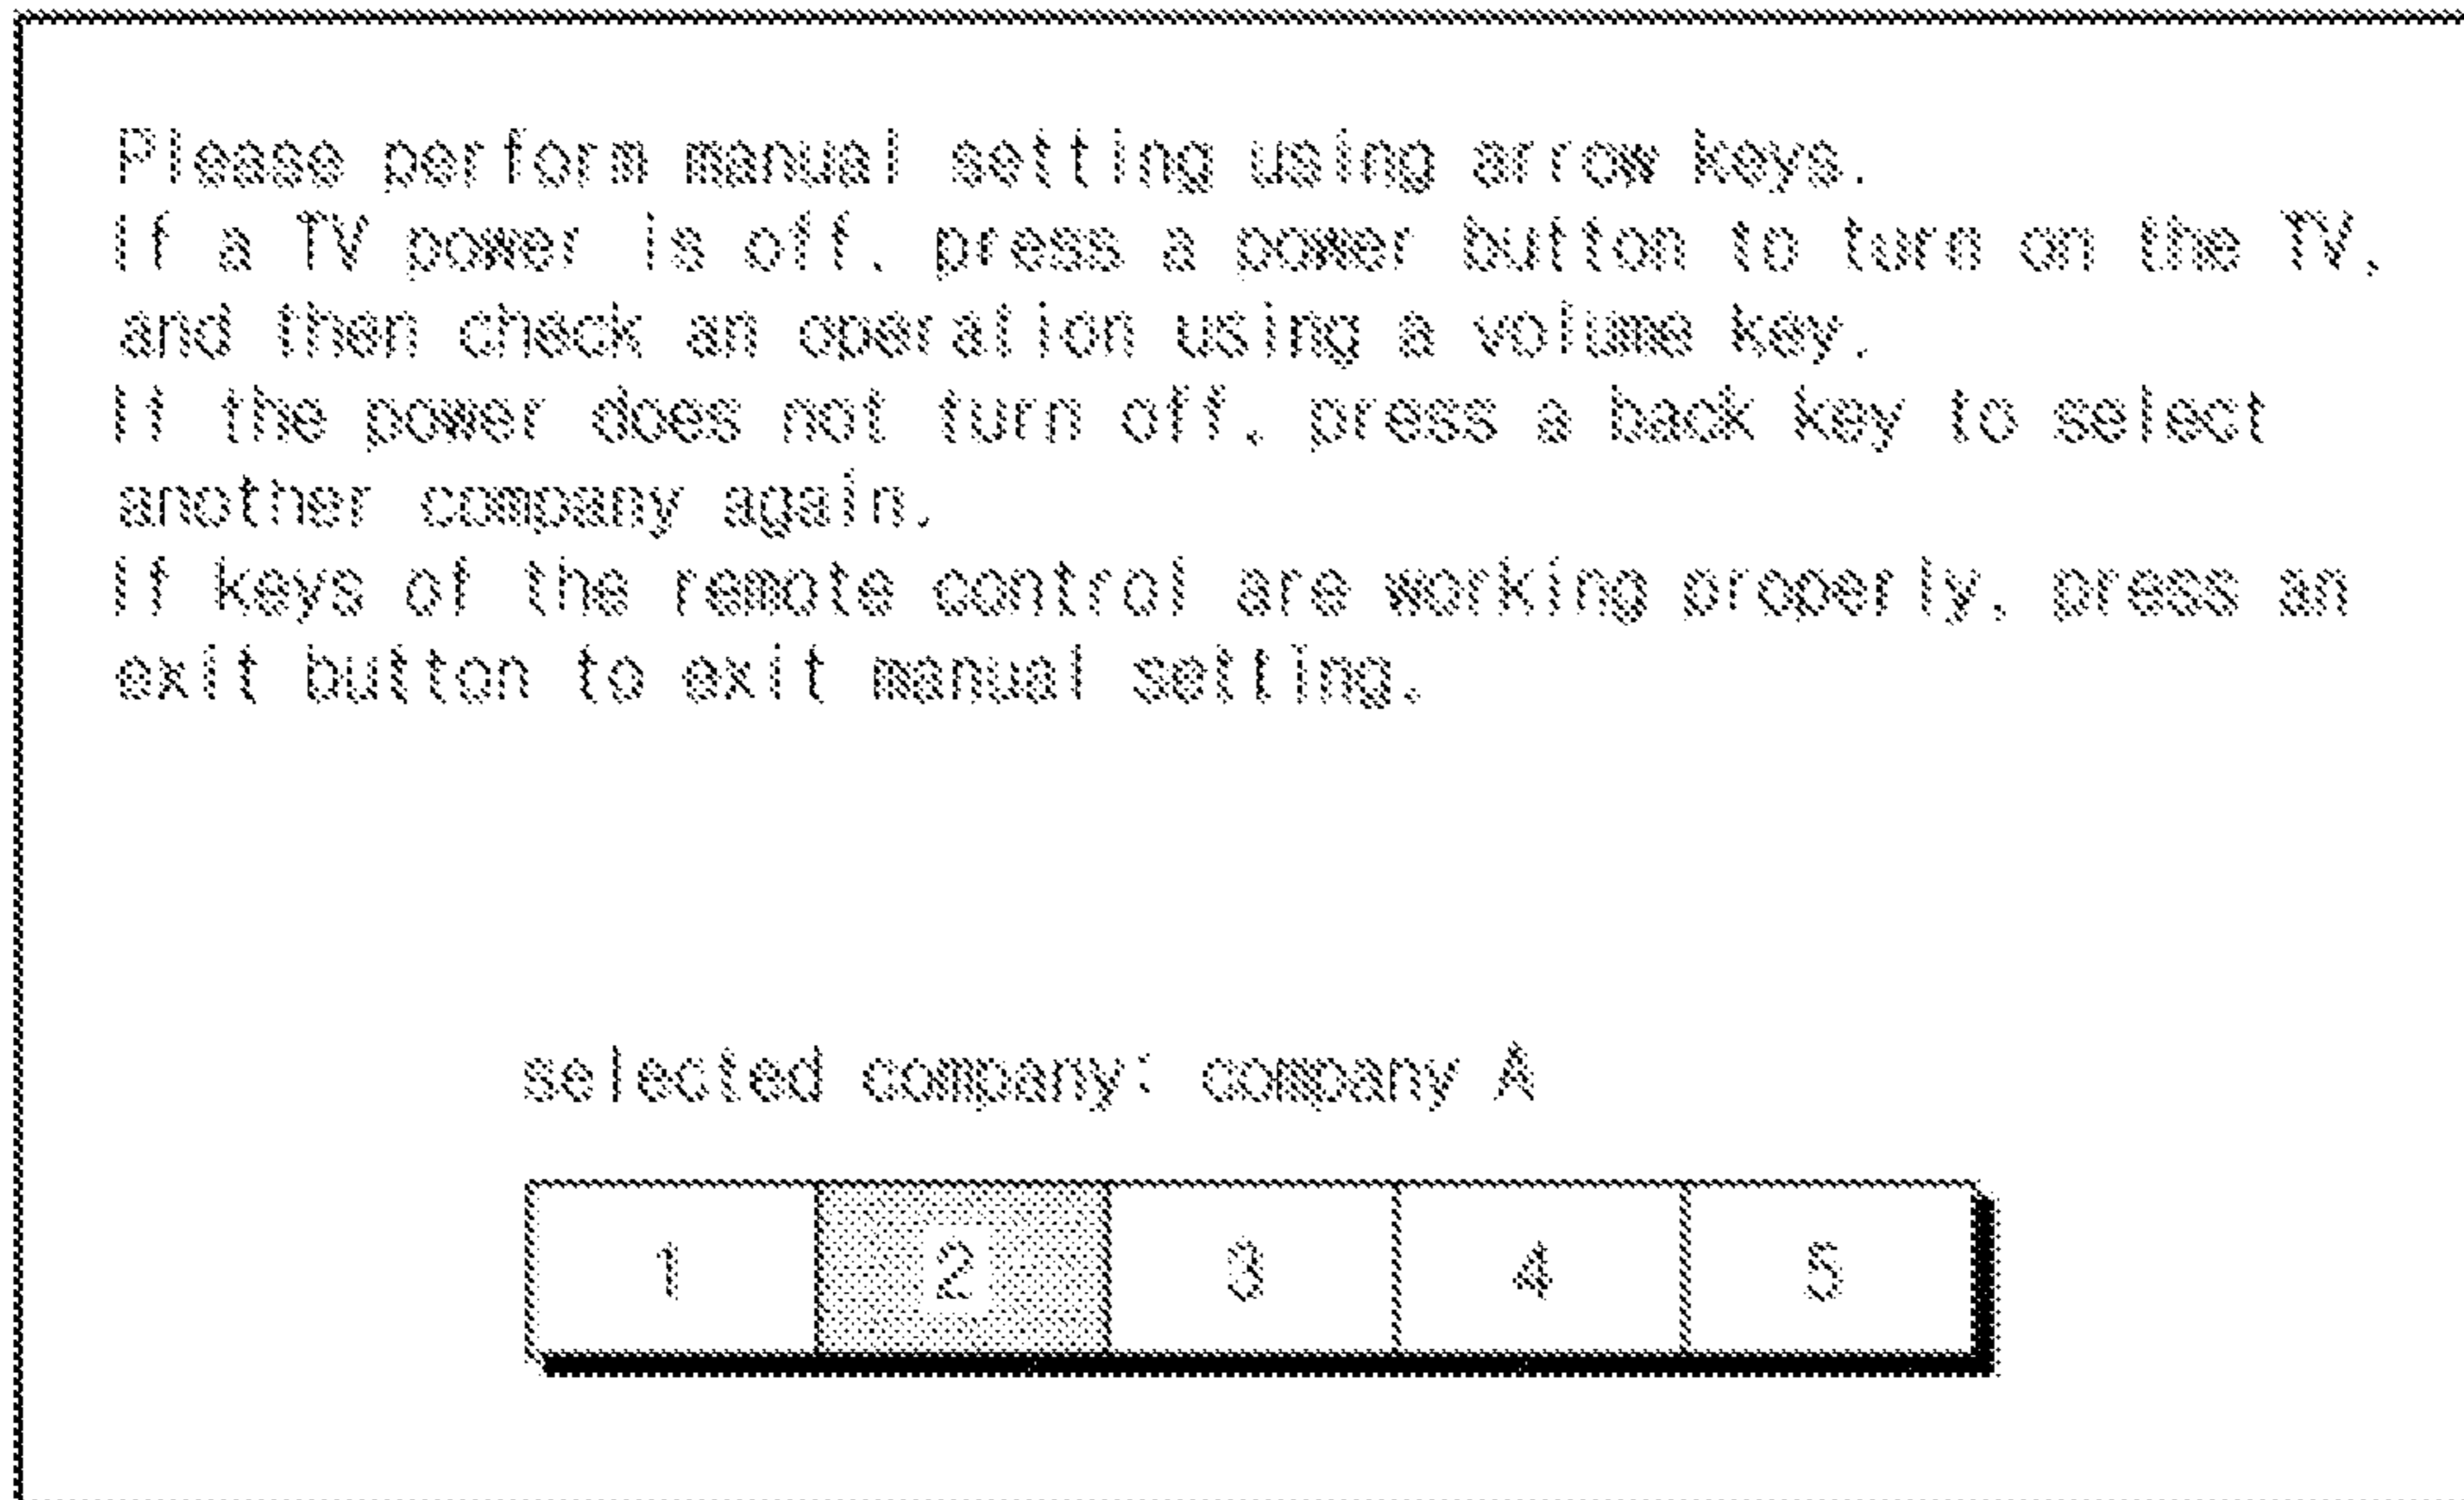 Please perform manual setting using arrow keys.
If a TV power is off, press a power button to turn on the TV,
and then check an operation using a volume key.
If the power does not turn off, press a back key to select
another company again.
If keys of the remote control are working properly, press an
exit button to exit manual setting.
selected company: company A
1 2 3 4 5